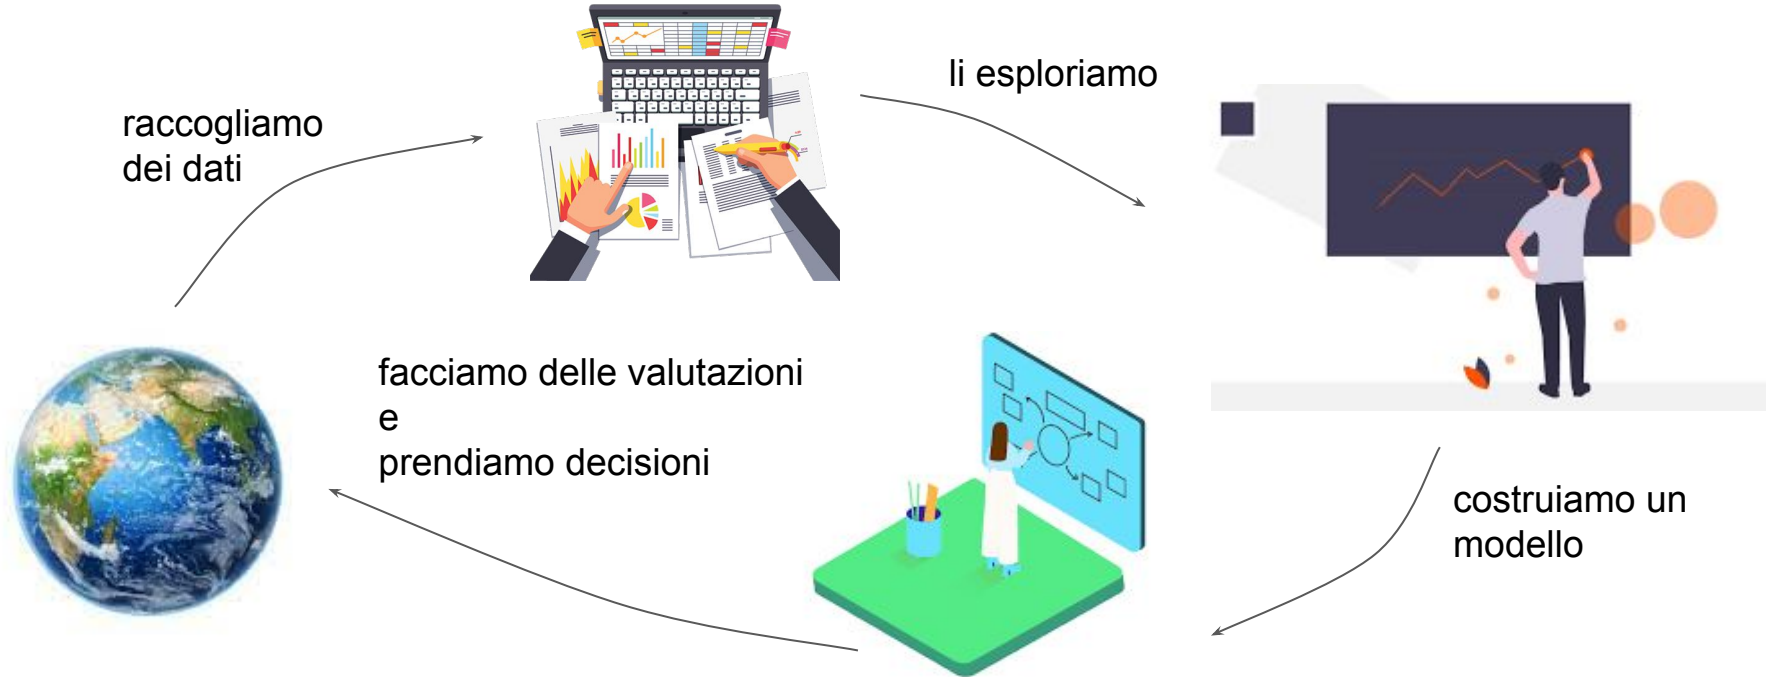 raccogliamo
dei dati
li esploriamo
costruiamo un
modello
facciamo delle valutazioni
e
prendiamo decisioni